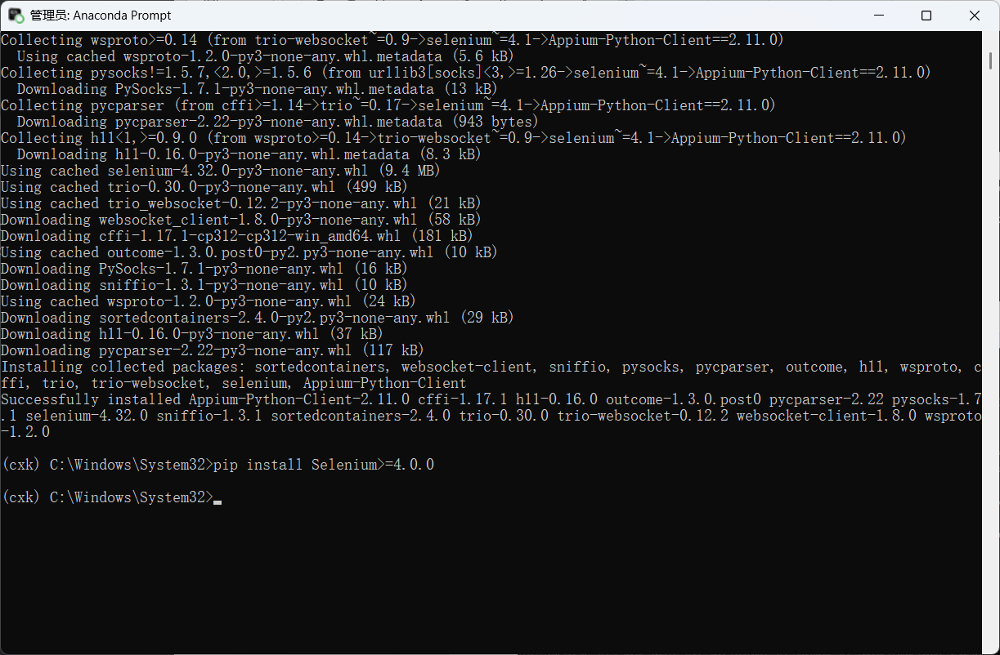 管理员: Anaconda Prompt
Collecting wsproto>=0.14 (from trio-websocket~=0.9->selenium~=4.1->Appium-Python-Client==2.11.0)
  Using cached wsproto-1.2.0-py3-none-any.whl.metadata (5.6 kB)
Collecting pysocks!=1.5.7,<2.0,>=1.5.6 (from urllib3[socks]<3,>=1.26->selenium~=4.1->Appium-Python-Client==2.11.0)
  Downloading PySocks-1.7.1-py3-none-any.whl.metadata (13 kB)
Collecting pycparser (from cffi>=1.14->trio~=0.17->selenium~=4.1->Appium-Python-Client==2.11.0)
  Downloading pycparser-2.22-py3-none-any.whl.metadata (943 bytes)
Collecting h11<1,>=0.9.0 (from wsproto>=0.14->trio-websocket~=0.9->selenium~=4.1->Appium-Python-Client==2.11.0)
  Downloading h11-0.16.0-py3-none-any.whl.metadata (8.3 kB)
Using cached selenium-4.32.0-py3-none-any.whl (9.4 MB)
Using cached trio-0.30.0-py3-none-any.whl (499 kB)
Using cached trio_websocket-0.12.2-py3-none-any.whl (21 kB)
Downloading websocket_client-1.8.0-py3-none-any.whl (58 kB)
Downloading cffi-1.17.1-cp312-cp312-win_amd64.whl (181 kB)
Using cached outcome-1.3.0.post0-py2.py3-none-any.whl (10 kB)
Downloading PySocks-1.7.1-py3-none-any.whl (16 kB)
Downloading sniffio-1.3.1-py3-none-any.whl (10 kB)
Using cached wsproto-1.2.0-py3-none-any.whl (24 kB)
Downloading sortedcontainers-2.4.0-py2.py3-none-any.whl (29 kB)
Downloading h11-0.16.0-py3-none-any.whl (37 kB)
Downloading pycparser-2.22-py3-none-any.whl (117 kB)
Installing collected packages: sortedcontainers, websocket-client, sniffio, pysocks, pycparser, outcome, h11, wsproto, c
ffi, trio, trio-websocket, selenium, Appium-Python-Client
Successfully installed Appium-Python-Client-2.11.0 cffi-1.17.1 h11-0.16.0 outcome-1.3.0.post0 pycparser-2.22 pysocks-1.7
.1 selenium-4.32.0 sniffio-1.3.1 sortedcontainers-2.4.0 trio-0.30.0 trio-websocket-0.12.2 websocket-client-1.8.0 wsproto
-1.2.0
(cxk) C:\Windows\System32>pip install Selenium>=4.0.0
(cxk) C:\Windows\System32>